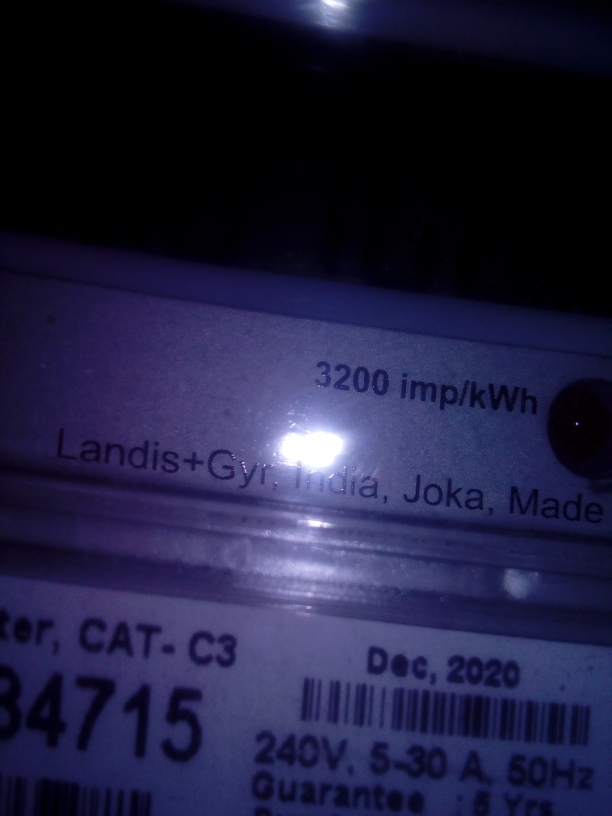 3200 imp/kWh
Landis+Gyr, India, Joka, Made
ter, CAT- C3
Dec, 2020
34715
240V, 5-30 A, 50Hz
Guarantee : 5 Yrs